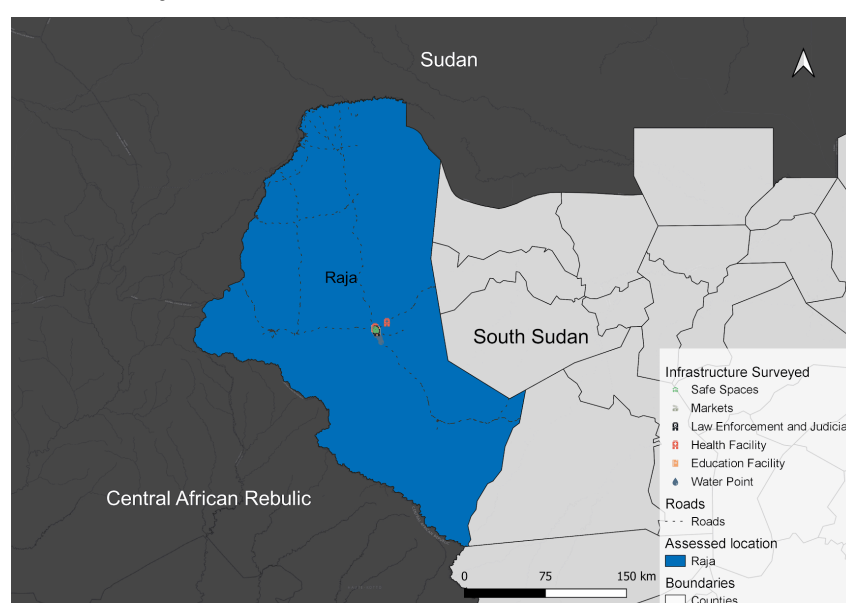 Sudan
Raja
South Sudan
Central African Rebulic
Infrastructure Surveyed
Safe Spaces
Markets
Law Enforcement and Judicia
Health Facility
Education Facility
Water Point
Roads
Roads
Assessed location
Raja
Boundaries
Counties
0 75 150 km